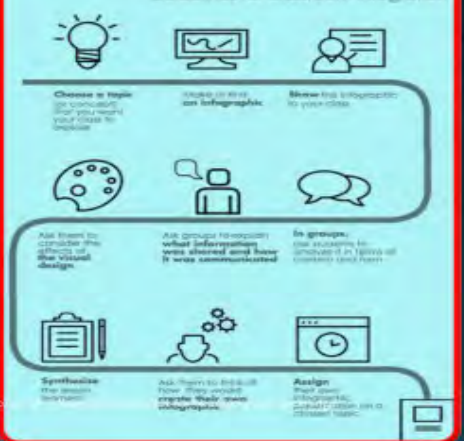 Choose a topic
(or concept)
that you want
your class to
explore
Make or find
an infographic
Show the infographic
to your class
Ask them to
consider the
effects of
the visual
design
Ask groups to explain
what information
was shared and how
it was communicated
In groups,
ask students to
analyze it in terms of
content and form
Synthesize
the lesson
learned
Ask them to think of
how they would
create their own
infographic
Assign
their own
infographic
on a
chosen topic